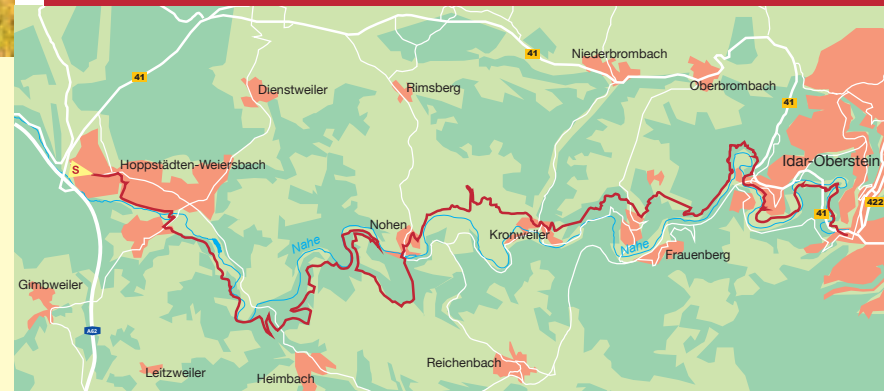 41
Niederbrombach
41
Dienstweiler
Rimsberg
Oberbrombach
41
Hoppstädten-Weiersbach
S
Idar-Oberstein
Nohen
422
41
Nahe
Kronweiler
Nahe
Frauenberg
Gimbweiler
A62
Reichenbach
Leitzweiler
Heimbach